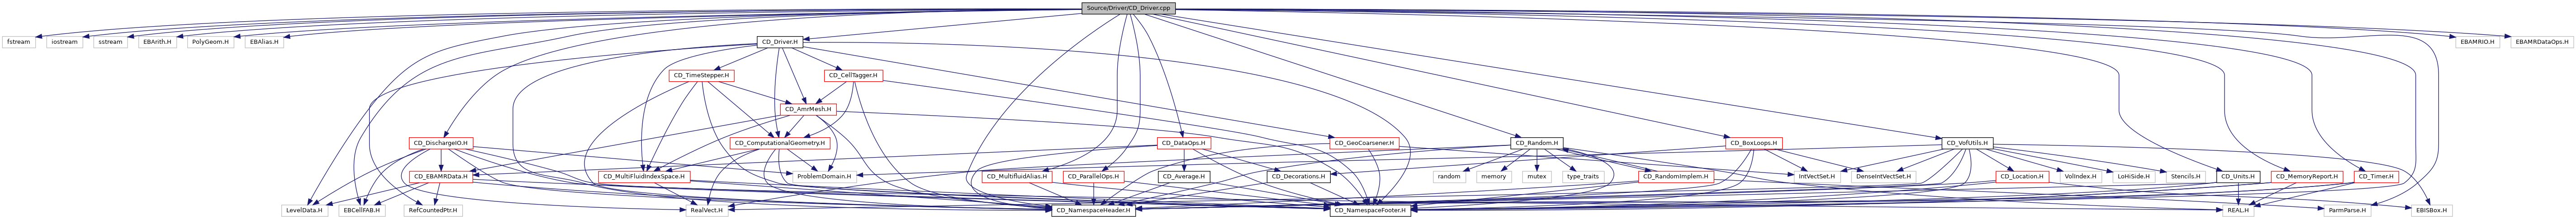 Source/Driver/CD_Driver.cpp
fstream
iostream
sstream
EBArith.H
PolyGeom.H
EBAlias.H
CD_Driver.H
EBAMRIO.H
EBAMRDataOps.H
CD_TimeStepper.H
CD_CellTagger.H
CD_AmrMesh.H
CD_DischargeIO.H
CD_ComputationalGeometry.H
CD_DataOps.H
CD_GeoCoarsener.H
CD_Random.H
CD_BoxLoops.H
CD_VofUtils.H
CD_EBAMRData.H
CD_MultiFluidIndexSpace.H
ProblemDomain.H
CD_MultifluidAlias.H
CD_ParallelOps.H
CD_Average.H
CD_Decorations.H
random
memory
mutex
type_traits
CD_RandomImplem.H
IntVectSet.H
DenseIntVectSet.H
CD_Location.H
VolIndex.H
LoHiSide.H
Stencils.H
CD_Units.H
CD_MemoryReport.H
CD_Timer.H
LevelData.H
EBCellFAB.H
RefCountedPtr.H
RealVect.H
CD_NamespaceHeader.H
CD_NamespaceFooter.H
REAL.H
ParmParse.H
EBISBox.H